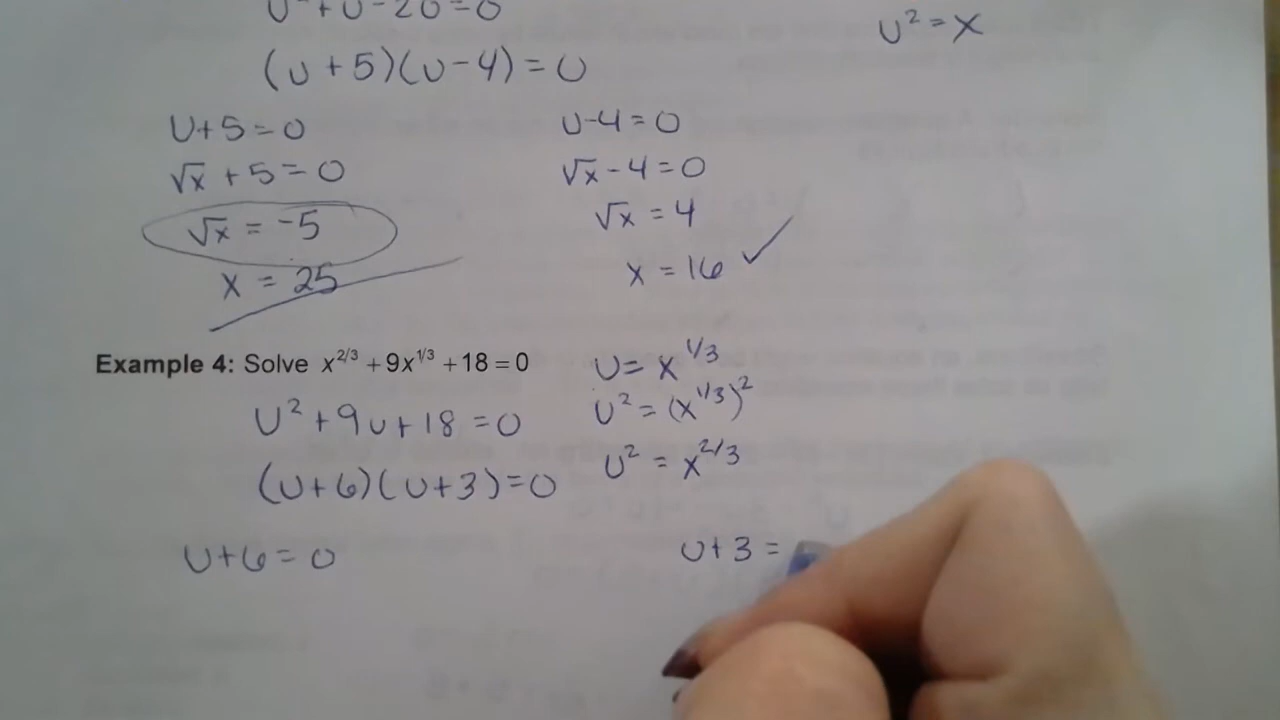 U² + U - 20 = 0
U² = x
(U + 5)(U - 4) = 0
U + 5 = 0
U - 4 = 0
√x + 5 = 0
√x - 4 = 0
√x = -5
√x = 4
x = 25
x = 16 ✓
Example 4: Solve x^{2/3} + 9x^{1/3} + 18 = 0
U = x^{1/3}
U² + 9U + 18 = 0
U² = (x^{1/3})²
(U + 6)(U + 3) = 0
U² = x^{2/3}
U + 6 = 0
U + 3 =